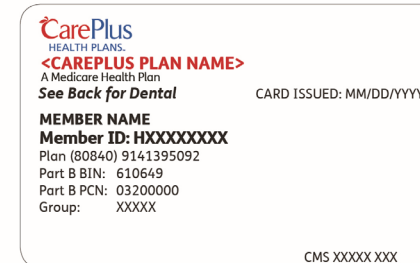 CarePlus
HEALTH PLANS.
<CAREPLUS PLAN NAME>
A Medicare Health Plan
See Back for Dental
CARD ISSUED: MM/DD/YYYY
MEMBER NAME
Member ID: HXXXXXXXX
Plan (80840) 9141395092
Part B BIN: 610649
Part B PCN: 03200000
Group: XXXXX
CMS XXXXX XXX